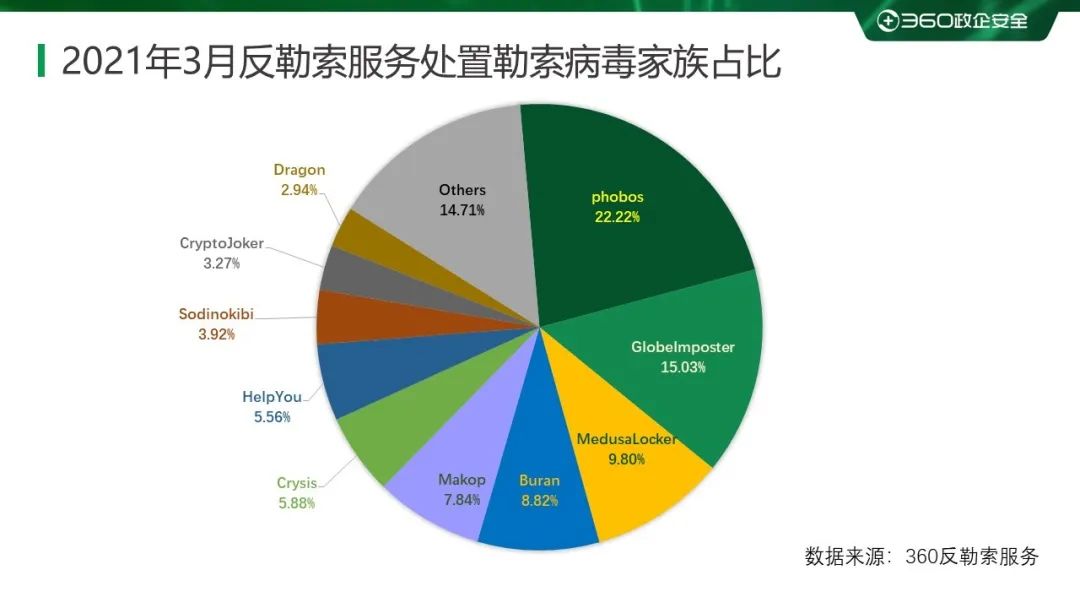 360政企安全
2021年3月反勒索服务处置勒索病毒家族占比
phobos
22.22%
GlobeImposter
15.03%
MedusaLocker
9.80%
Buran
8.82%
Makop
7.84%
Crysis
5.88%
HelpYou
5.56%
Sodinokibi
3.92%
CryptoJoker
3.27%
Dragon
2.94%
Others
14.71%
数据来源：360反勒索服务